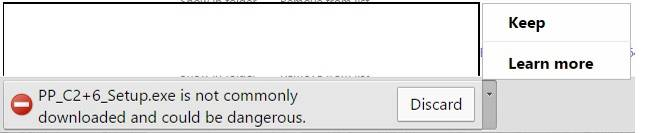 Keep
Learn more
PP_C2+6_Setup.exe is not commonly
downloaded and could be dangerous.
Discard